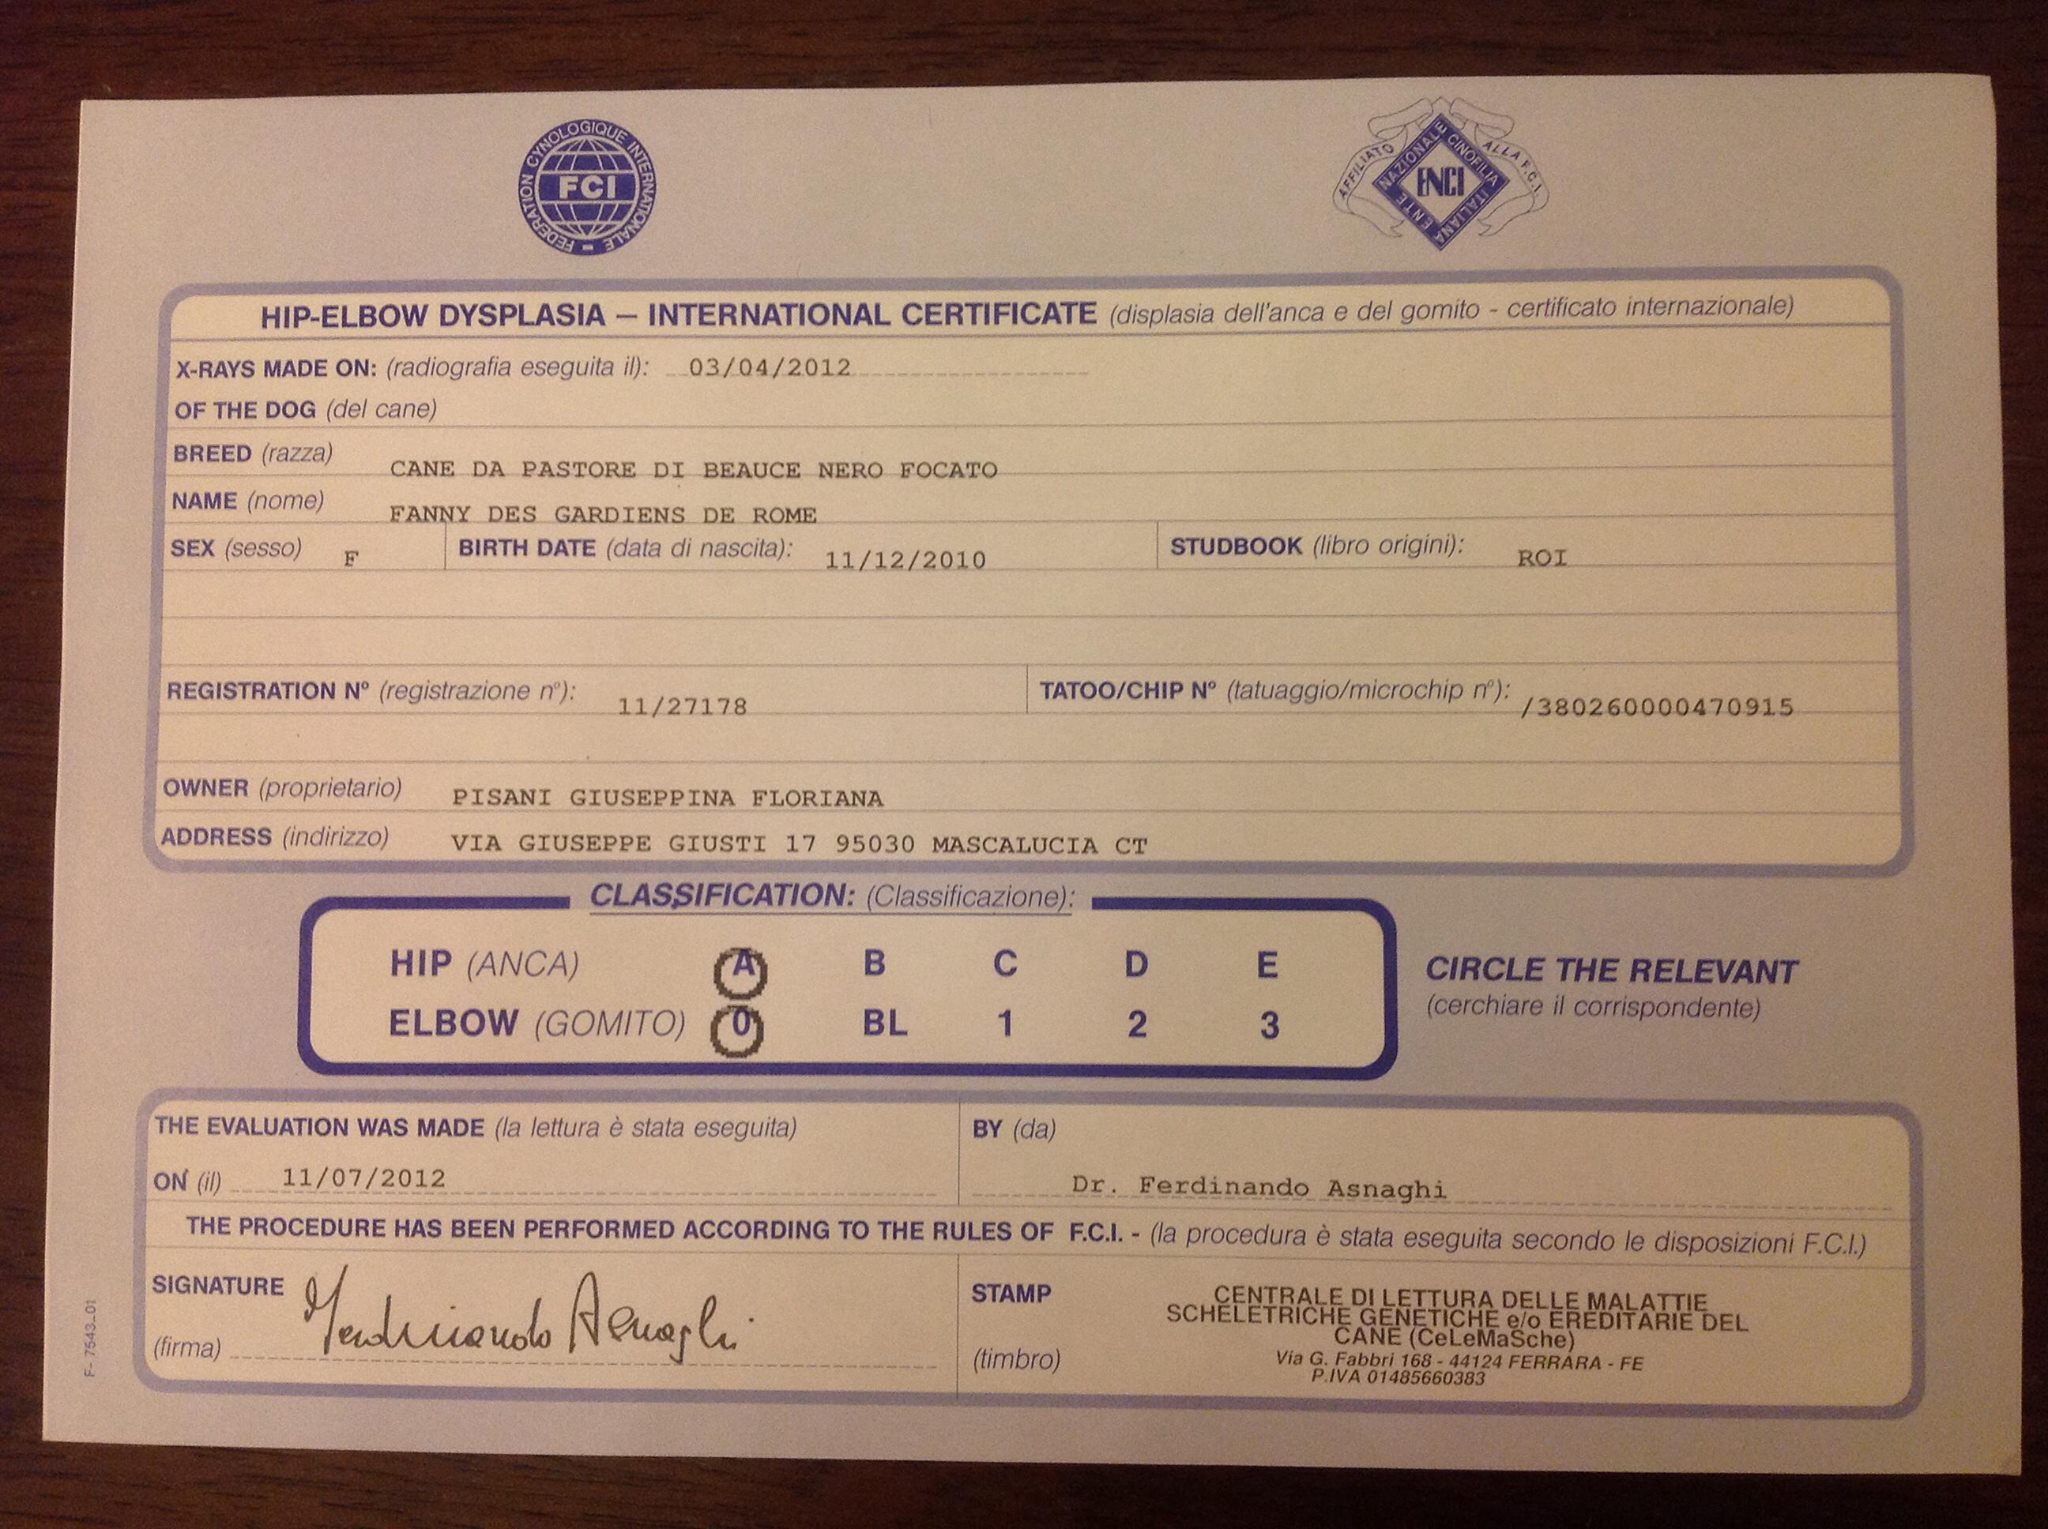 FEDERATION CYNOLOGIQUE INTERNATIONALE
FCI
AFFILIATO ALLA F.C.I.
ENTE NAZIONALE CINOFILIA ITALIANA
ENCI
HIP-ELBOW DYSPLASIA – INTERNATIONAL CERTIFICATE (displasia dell'anca e del gomito - certificato internazionale)
X-RAYS MADE ON: (radiografia eseguita il): 03/04/2012
OF THE DOG (del cane)
BREED (razza) CANE DA PASTORE DI BEAUCE NERO FOCATO
NAME (nome) FANNY DES GARDIENS DE ROME
SEX (sesso) F BIRTH DATE (data di nascita): 11/12/2010 STUDBOOK (libro origini): ROI
REGISTRATION Nº (registrazione nº): 11/27178 TATOO/CHIP Nº (tatuaggio/microchip nº): /380260000470915
OWNER (proprietario) PISANI GIUSEPPINA FLORIANA
ADDRESS (indirizzo) VIA GIUSEPPE GIUSTI 17 95030 MASCALUCIA CT
CLASSIFICATION: (Classificazione):
HIP (ANCA) A B C D E
ELBOW (GOMITO) 0 BL 1 2 3
CIRCLE THE RELEVANT
(cerchiare il corrispondente)
THE EVALUATION WAS MADE (la lettura è stata eseguita) BY (da)
ON (il) 11/07/2012 Dr. Ferdinando Asnaghi
THE PROCEDURE HAS BEEN PERFORMED ACCORDING TO THE RULES OF F.C.I. - (la procedura è stata eseguita secondo le disposizioni F.C.I.)
SIGNATURE
(firma)
Ferdinando Asnaghi
STAMP
(timbro)
CENTRALE DI LETTURA DELLE MALATTIE
SCHELETRICHE GENETICHE e/o EREDITARIE DEL
CANE (CeLeMaSche)
Via G. Fabbri 168 - 44124 FERRARA - FE
P.IVA 01485660383
F- 7543_01